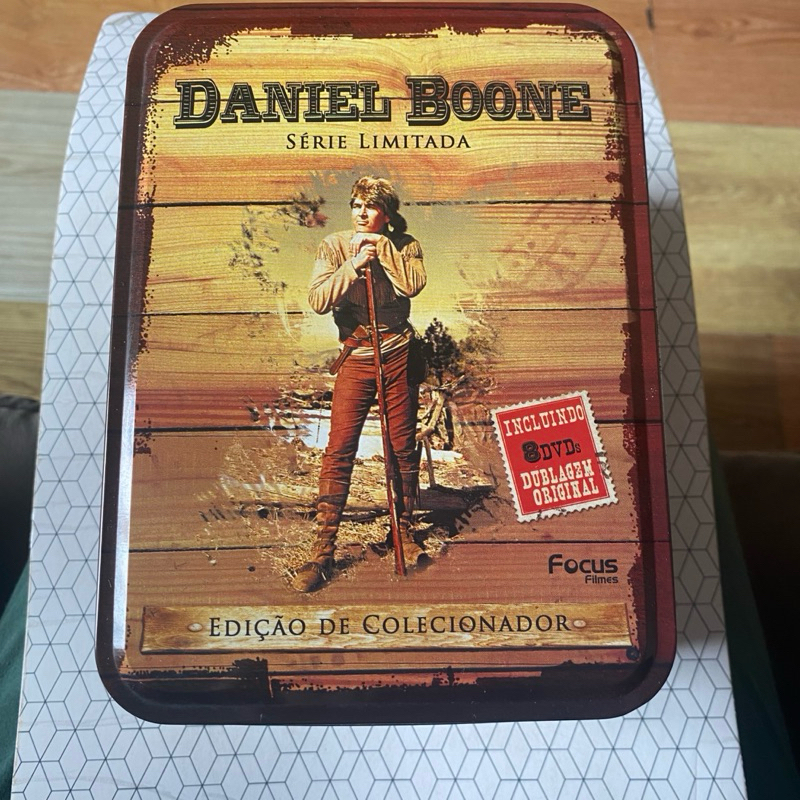 DANIEL BOONE
SÉRIE LIMITADA
INCLUINDO
8 DVDs
DUBLAGEM
ORIGINAL
Focus
Filmes
EDIÇÃO DE COLECIONADOR